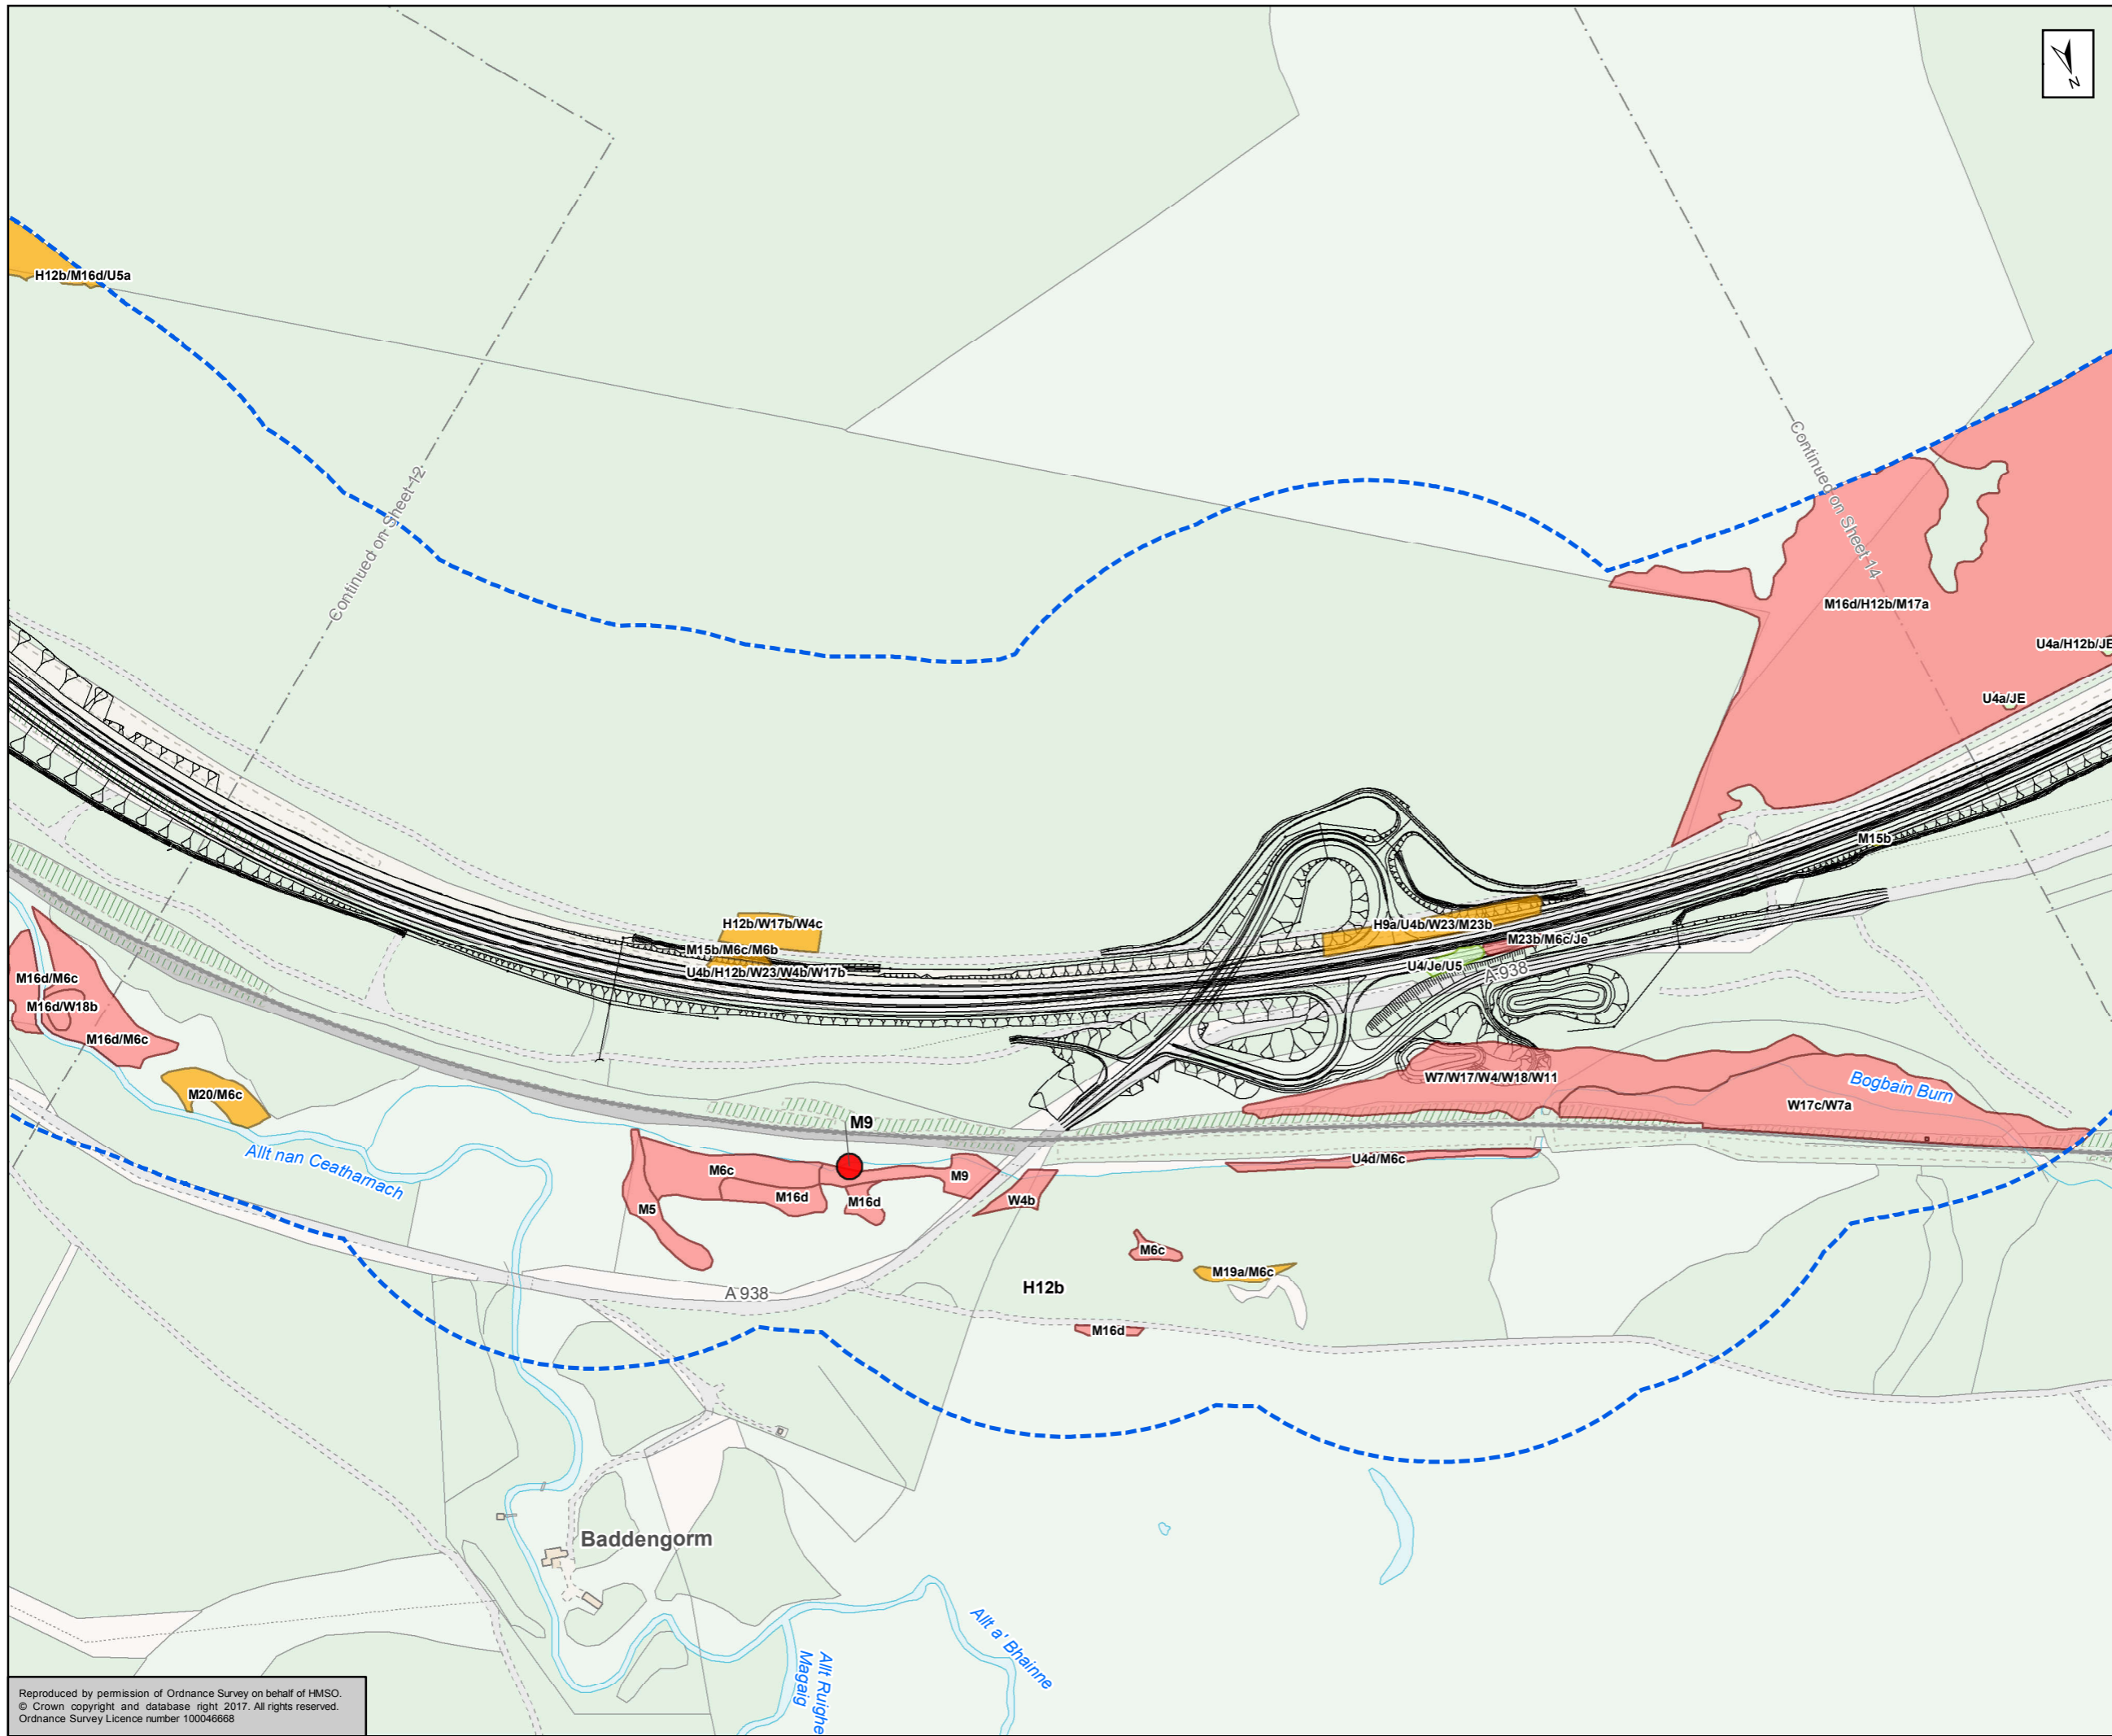 N
H12b/M16d/U5a
Continued on Sheet 12
Continued on Sheet 14
M16d/H12b/M17a
U4a/H12b/JE
U4a/JE
M15b
H12b/W17b/W4c
M15b/M6c/M6b
U4b/H12b/W23/W4b/W17b
H9a/U4b/W23/M23b
M23b/M6c/Je
U4/Je/U5
A 938
M16d/M6c
M16d/W18b
M16d/M6c
M20/M6c
W7/W17/W4/W18/W11
Bogbain Burn
W17c/W7a
M9
Allt nan Ceatharnach
M6c
M16d
M16d
M9
M5
W4b
U4d/M6c
M6c
M19a/M6c
H12b
A 938
M16d
Baddengorm
Allt a' Bhainne
Allt Ruighe
Magaig
Reproduced by permission of Ordnance Survey on behalf of HMSO.
© Crown copyright and database right 2017. All rights reserved.
Ordnance Survey Licence number 100046668